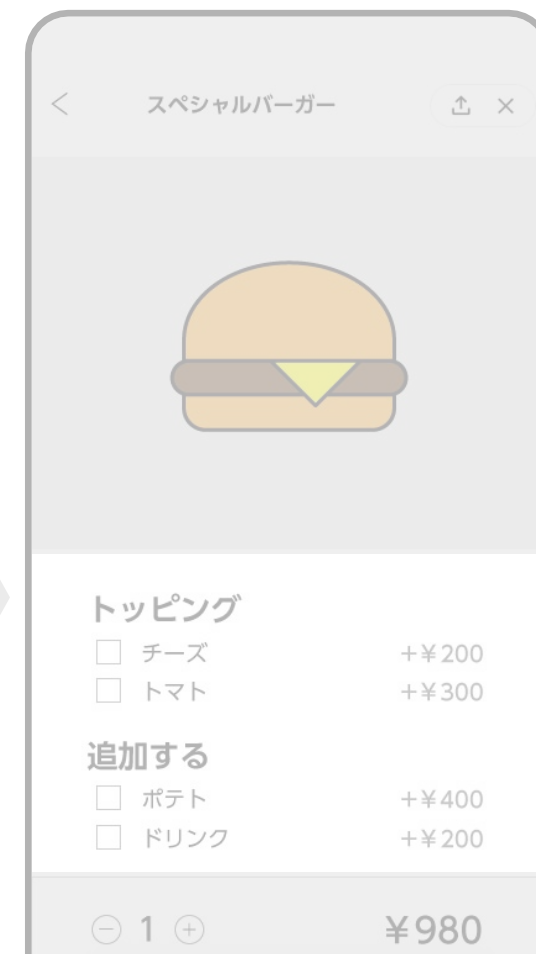 スペシャルバーガー
トッピング
チーズ +¥200
トマト +¥300
追加する
ポテト +¥400
ドリンク +¥200
1 ¥980